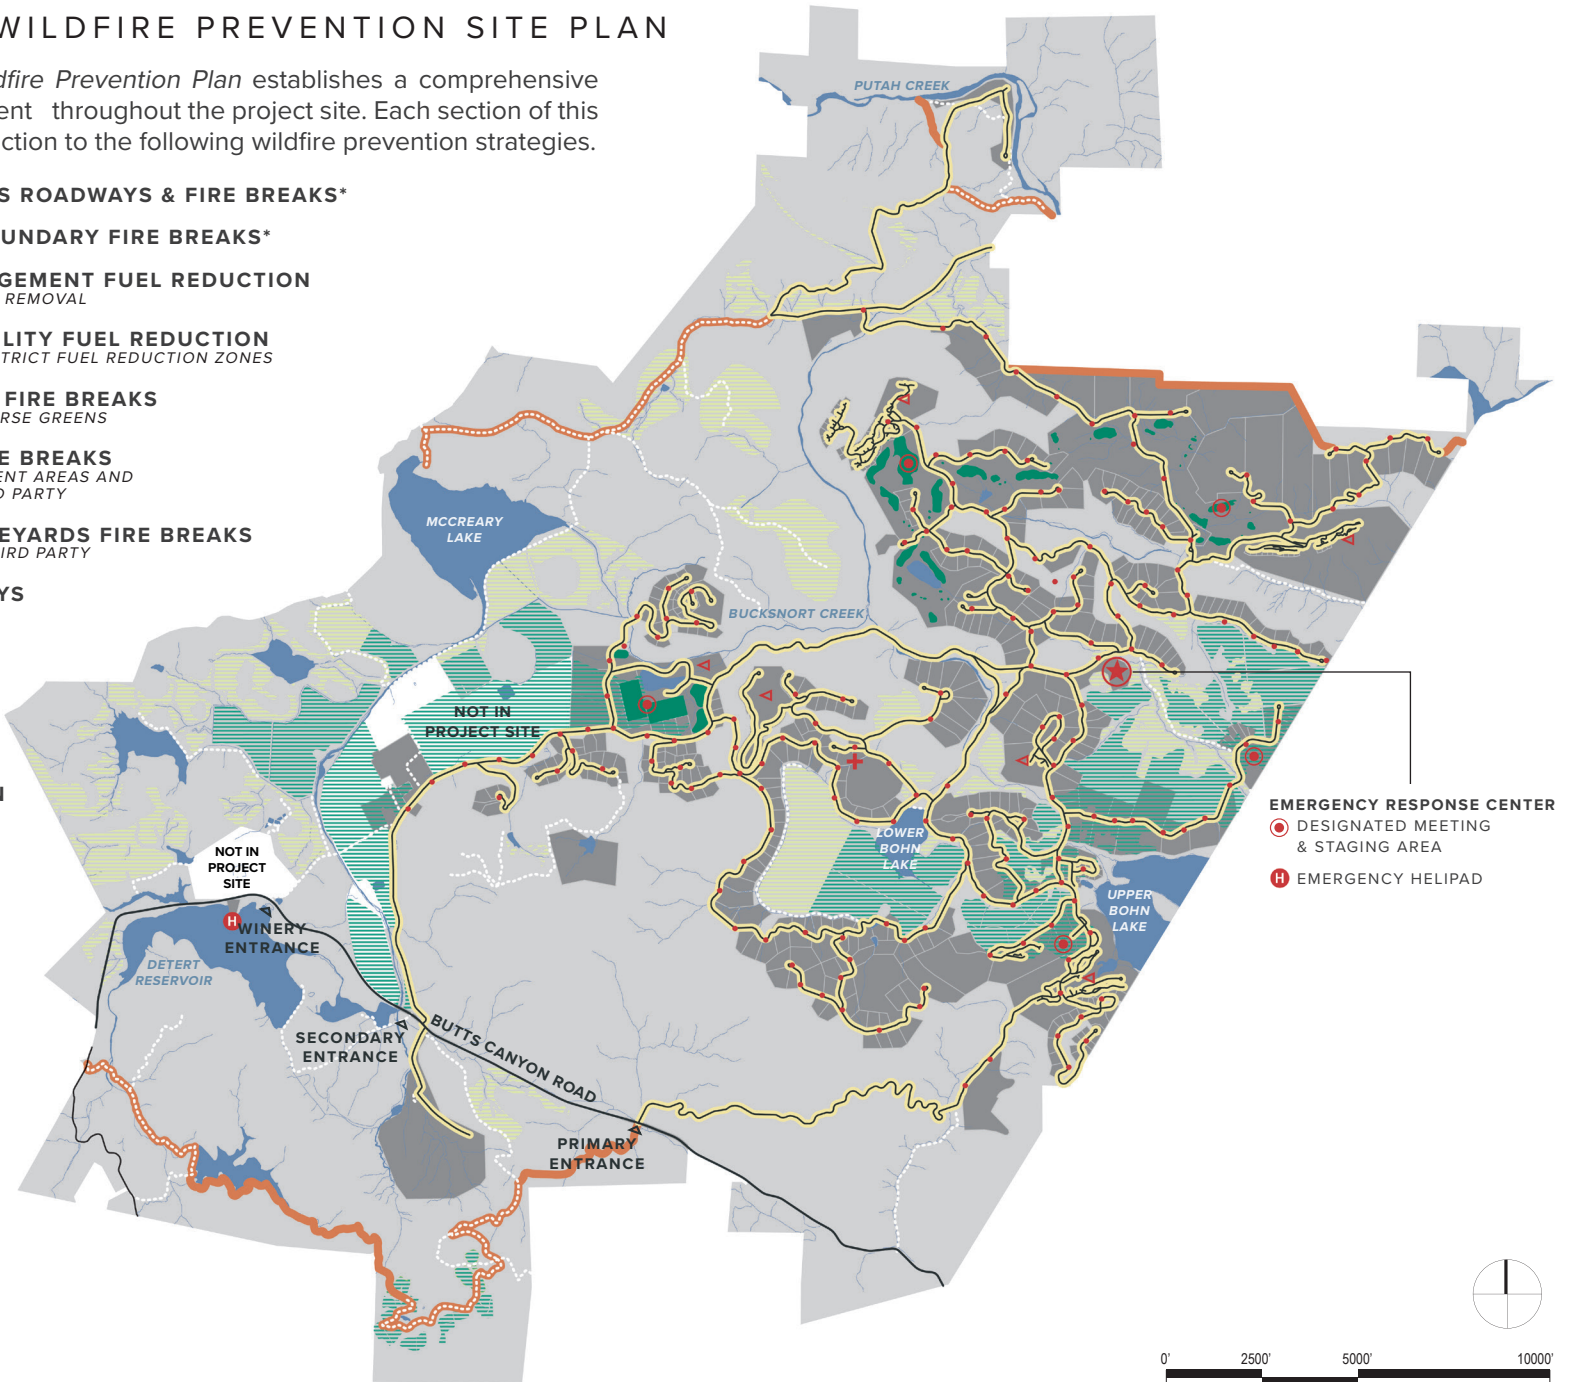 WILDFIRE PREVENTION SITE PLAN
dfire Prevention Plan establishes a comprehensive
ent throughout the project site. Each section of this
ction to the following wildfire prevention strategies.
S ROADWAYS & FIRE BREAKS*
UNDARY FIRE BREAKS*
GEMENT FUEL REDUCTION
REMOVAL
ILITY FUEL REDUCTION
TRICT FUEL REDUCTION ZONES
FIRE BREAKS
RSE GREENS
E BREAKS
ENT AREAS AND
D PARTY
EYARDS FIRE BREAKS
IRD PARTY
YS
N
PUTAH CREEK
MCCREARY
LAKE
BUCKSNORT CREEK
NOT IN
PROJECT SITE
NOT IN
PROJECT
SITE
H
WINERY
ENTRANCE
DETERT
RESERVOIR
SECONDARY
ENTRANCE
BUTTS CANYON ROAD
PRIMARY
ENTRANCE
LOWER
BOHN
LAKE
UPPER
BOHN
LAKE
EMERGENCY RESPONSE CENTER
DESIGNATED MEETING
& STAGING AREA
H EMERGENCY HELIPAD
0' 2500' 5000' 10000'